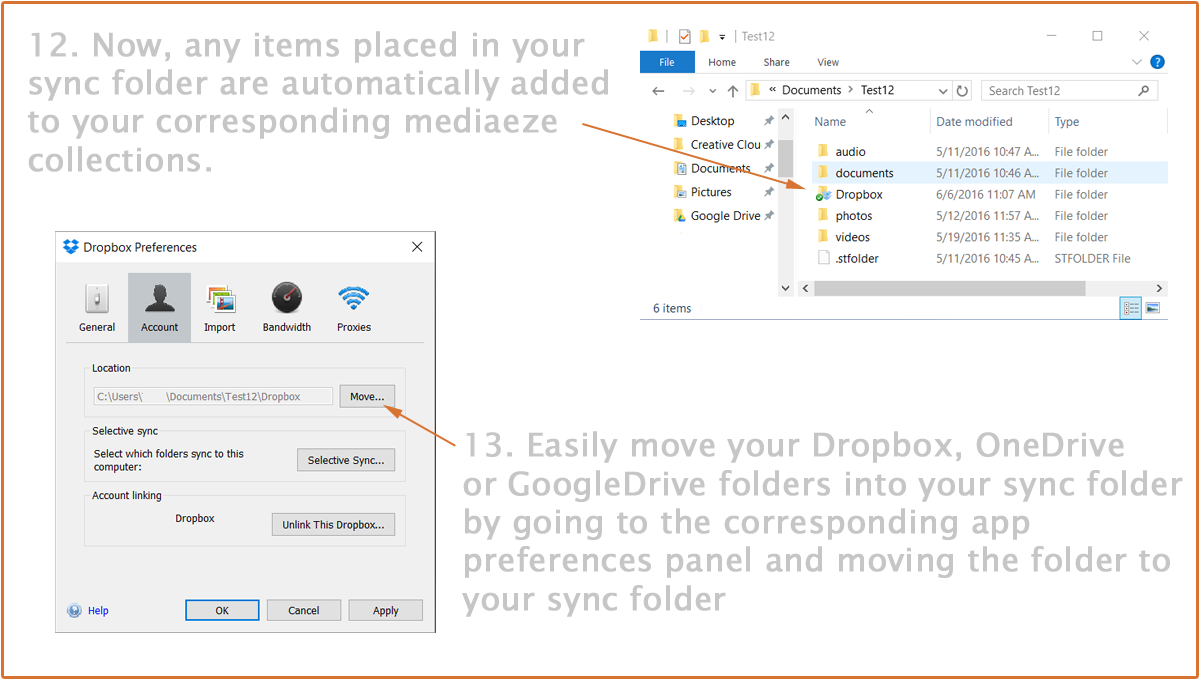 12. Now, any items placed in your
sync folder are automatically added
to your corresponding mediaeze
collections.
Test12
File Home Share View
« Documents > Test12
Search Test12
Name Date modified Type
Desktop
Creative Clou
Documents
Pictures
Google Drive
audio 5/11/2016 10:47 A... File folder
documents 5/11/2016 10:46 A... File folder
Dropbox 6/6/2016 11:07 AM File folder
photos 5/12/2016 11:57 A... File folder
videos 5/19/2016 11:35 A... File folder
.stfolder 5/11/2016 10:45 A... STFOLDER File
6 items
Dropbox Preferences
General Account Import Bandwidth Proxies
Location
C:\Users\ \Documents\Test12\Dropbox Move...
Selective sync
Select which folders sync to this
computer:
Selective Sync...
Account linking
Dropbox Unlink This Dropbox...
Help OK Cancel Apply
13. Easily move your Dropbox, OneDrive
or GoogleDrive folders into your sync folder
by going to the corresponding app
preferences panel and moving the folder to
your sync folder